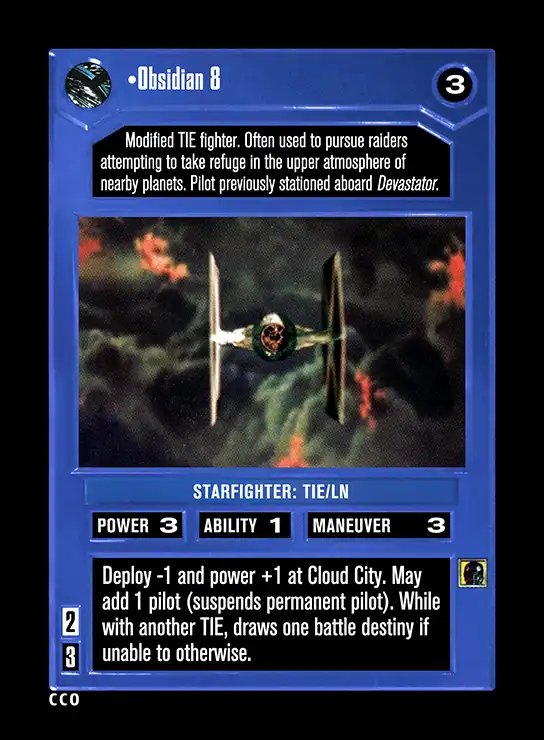 •Obsidian 8
3
Modified TIE fighter. Often used to pursue raiders
attempting to take refuge in the upper atmosphere of
nearby planets. Pilot previously stationed aboard Devastator.
STARFIGHTER: TIE/LN
POWER 3 ABILITY 1 MANEUVER 3
Deploy -1 and power +1 at Cloud City. May
add 1 pilot (suspends permanent pilot). While
with another TIE, draws one battle destiny if
unable to otherwise.
2
3
CCO